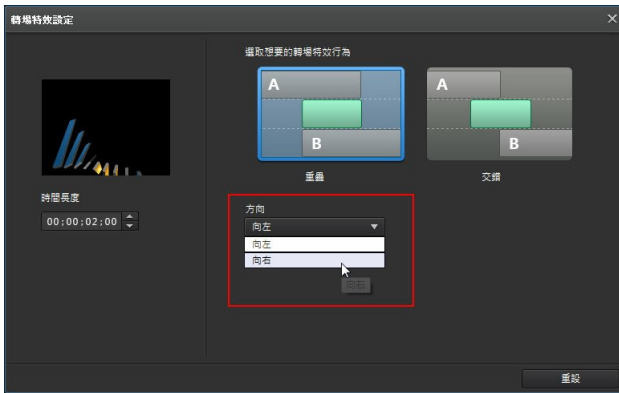 轉場特效設定
選取想要的轉場特效行為
A
B
重疊
A
B
交錯
時間長度
00;00;02;00
方向
向左
向左
向右
向右
重設